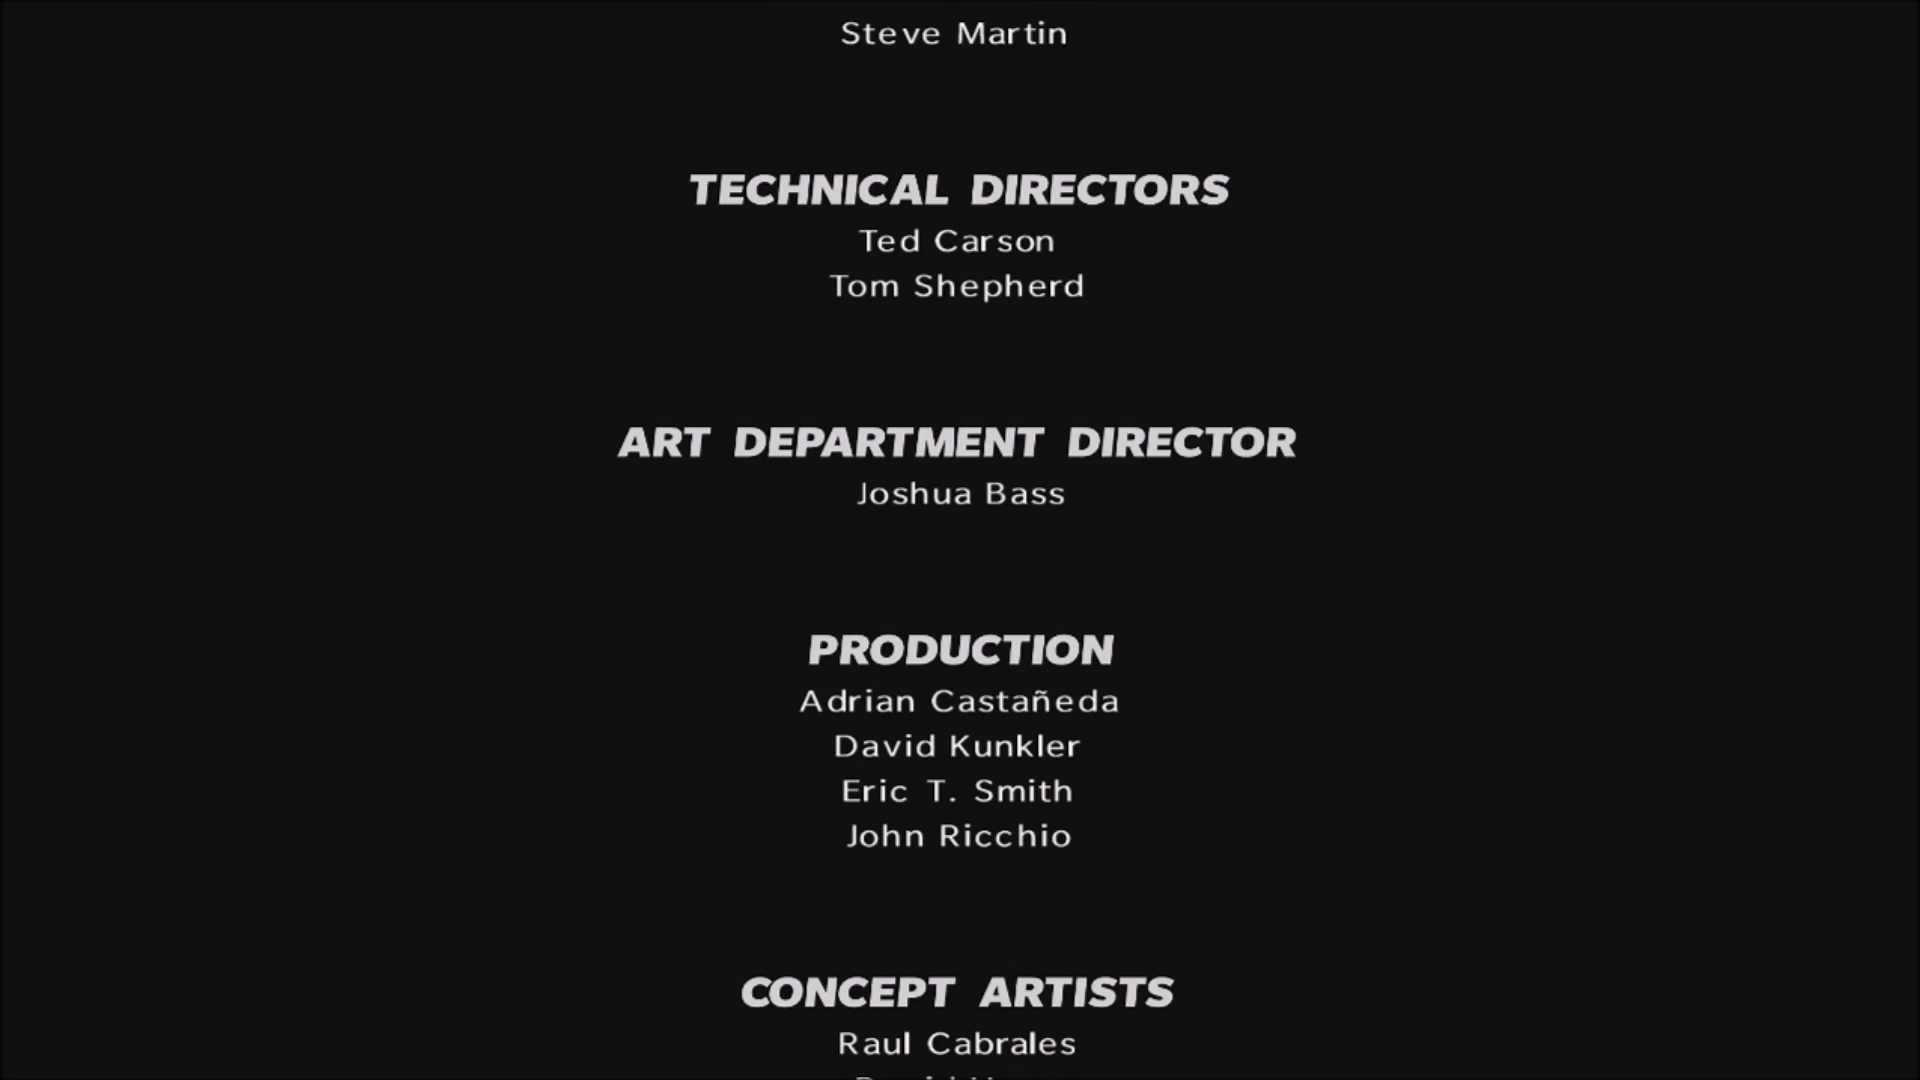 Steve Martin
TECHNICAL DIRECTORS
Ted Carson
Tom Shepherd
ART DEPARTMENT DIRECTOR
Joshua Bass
PRODUCTION
Adrian Castañeda
David Kunkler
Eric T. Smith
John Ricchio
CONCEPT ARTISTS
Raul Cabrales